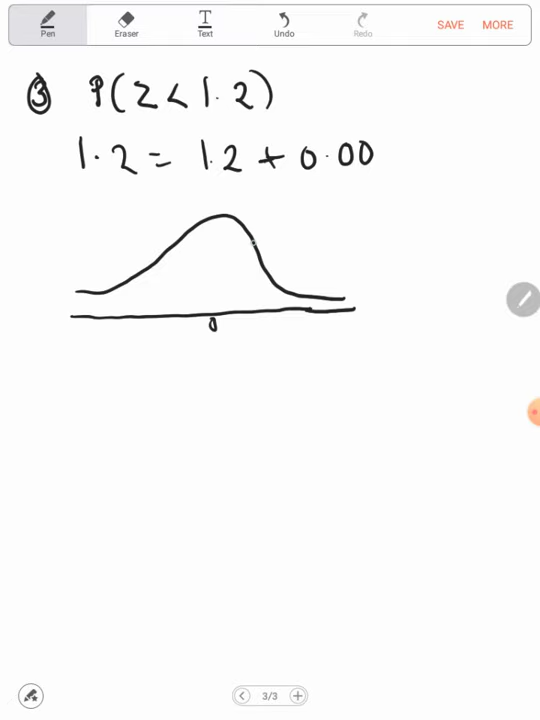 Pen Eraser Text Undo Redo SAVE MORE
③ P(Z < 1.2)
1.2 = 1.2 + 0.00
0
3/3